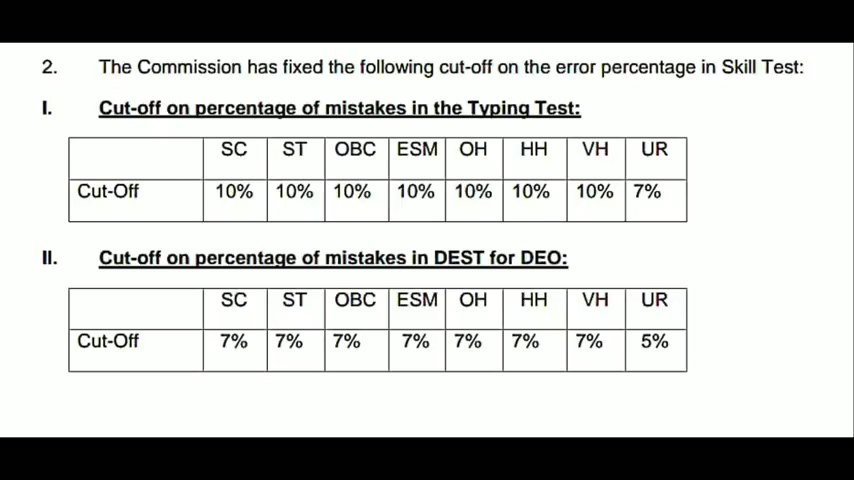 2. The Commission has fixed the following cut-off on the error percentage in Skill Test:
I. Cut-off on percentage of mistakes in the Typing Test:
SC ST OBC ESM OH HH VH UR
Cut-Off 10% 10% 10% 10% 10% 10% 10% 7%
II. Cut-off on percentage of mistakes in DEST for DEO:
SC ST OBC ESM OH HH VH UR
Cut-Off 7% 7% 7% 7% 7% 7% 7% 5%